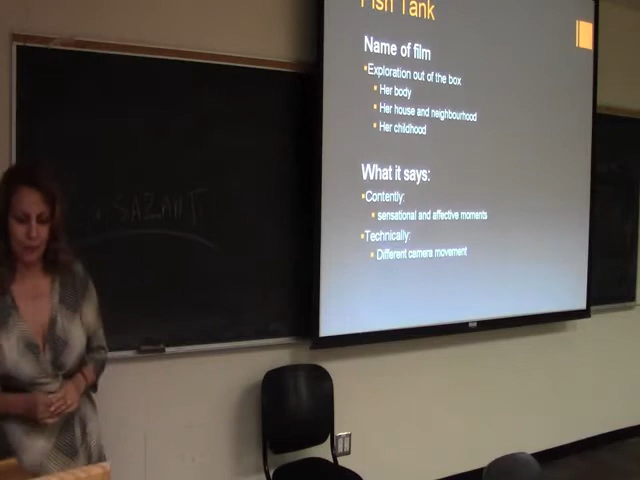 Fish Tank
Name of film
Exploration out of the box
Her body
Her house and neighbourhood
Her childhood
What it says:
Contently:
sensational and affective moments
Technically:
Different camera movement